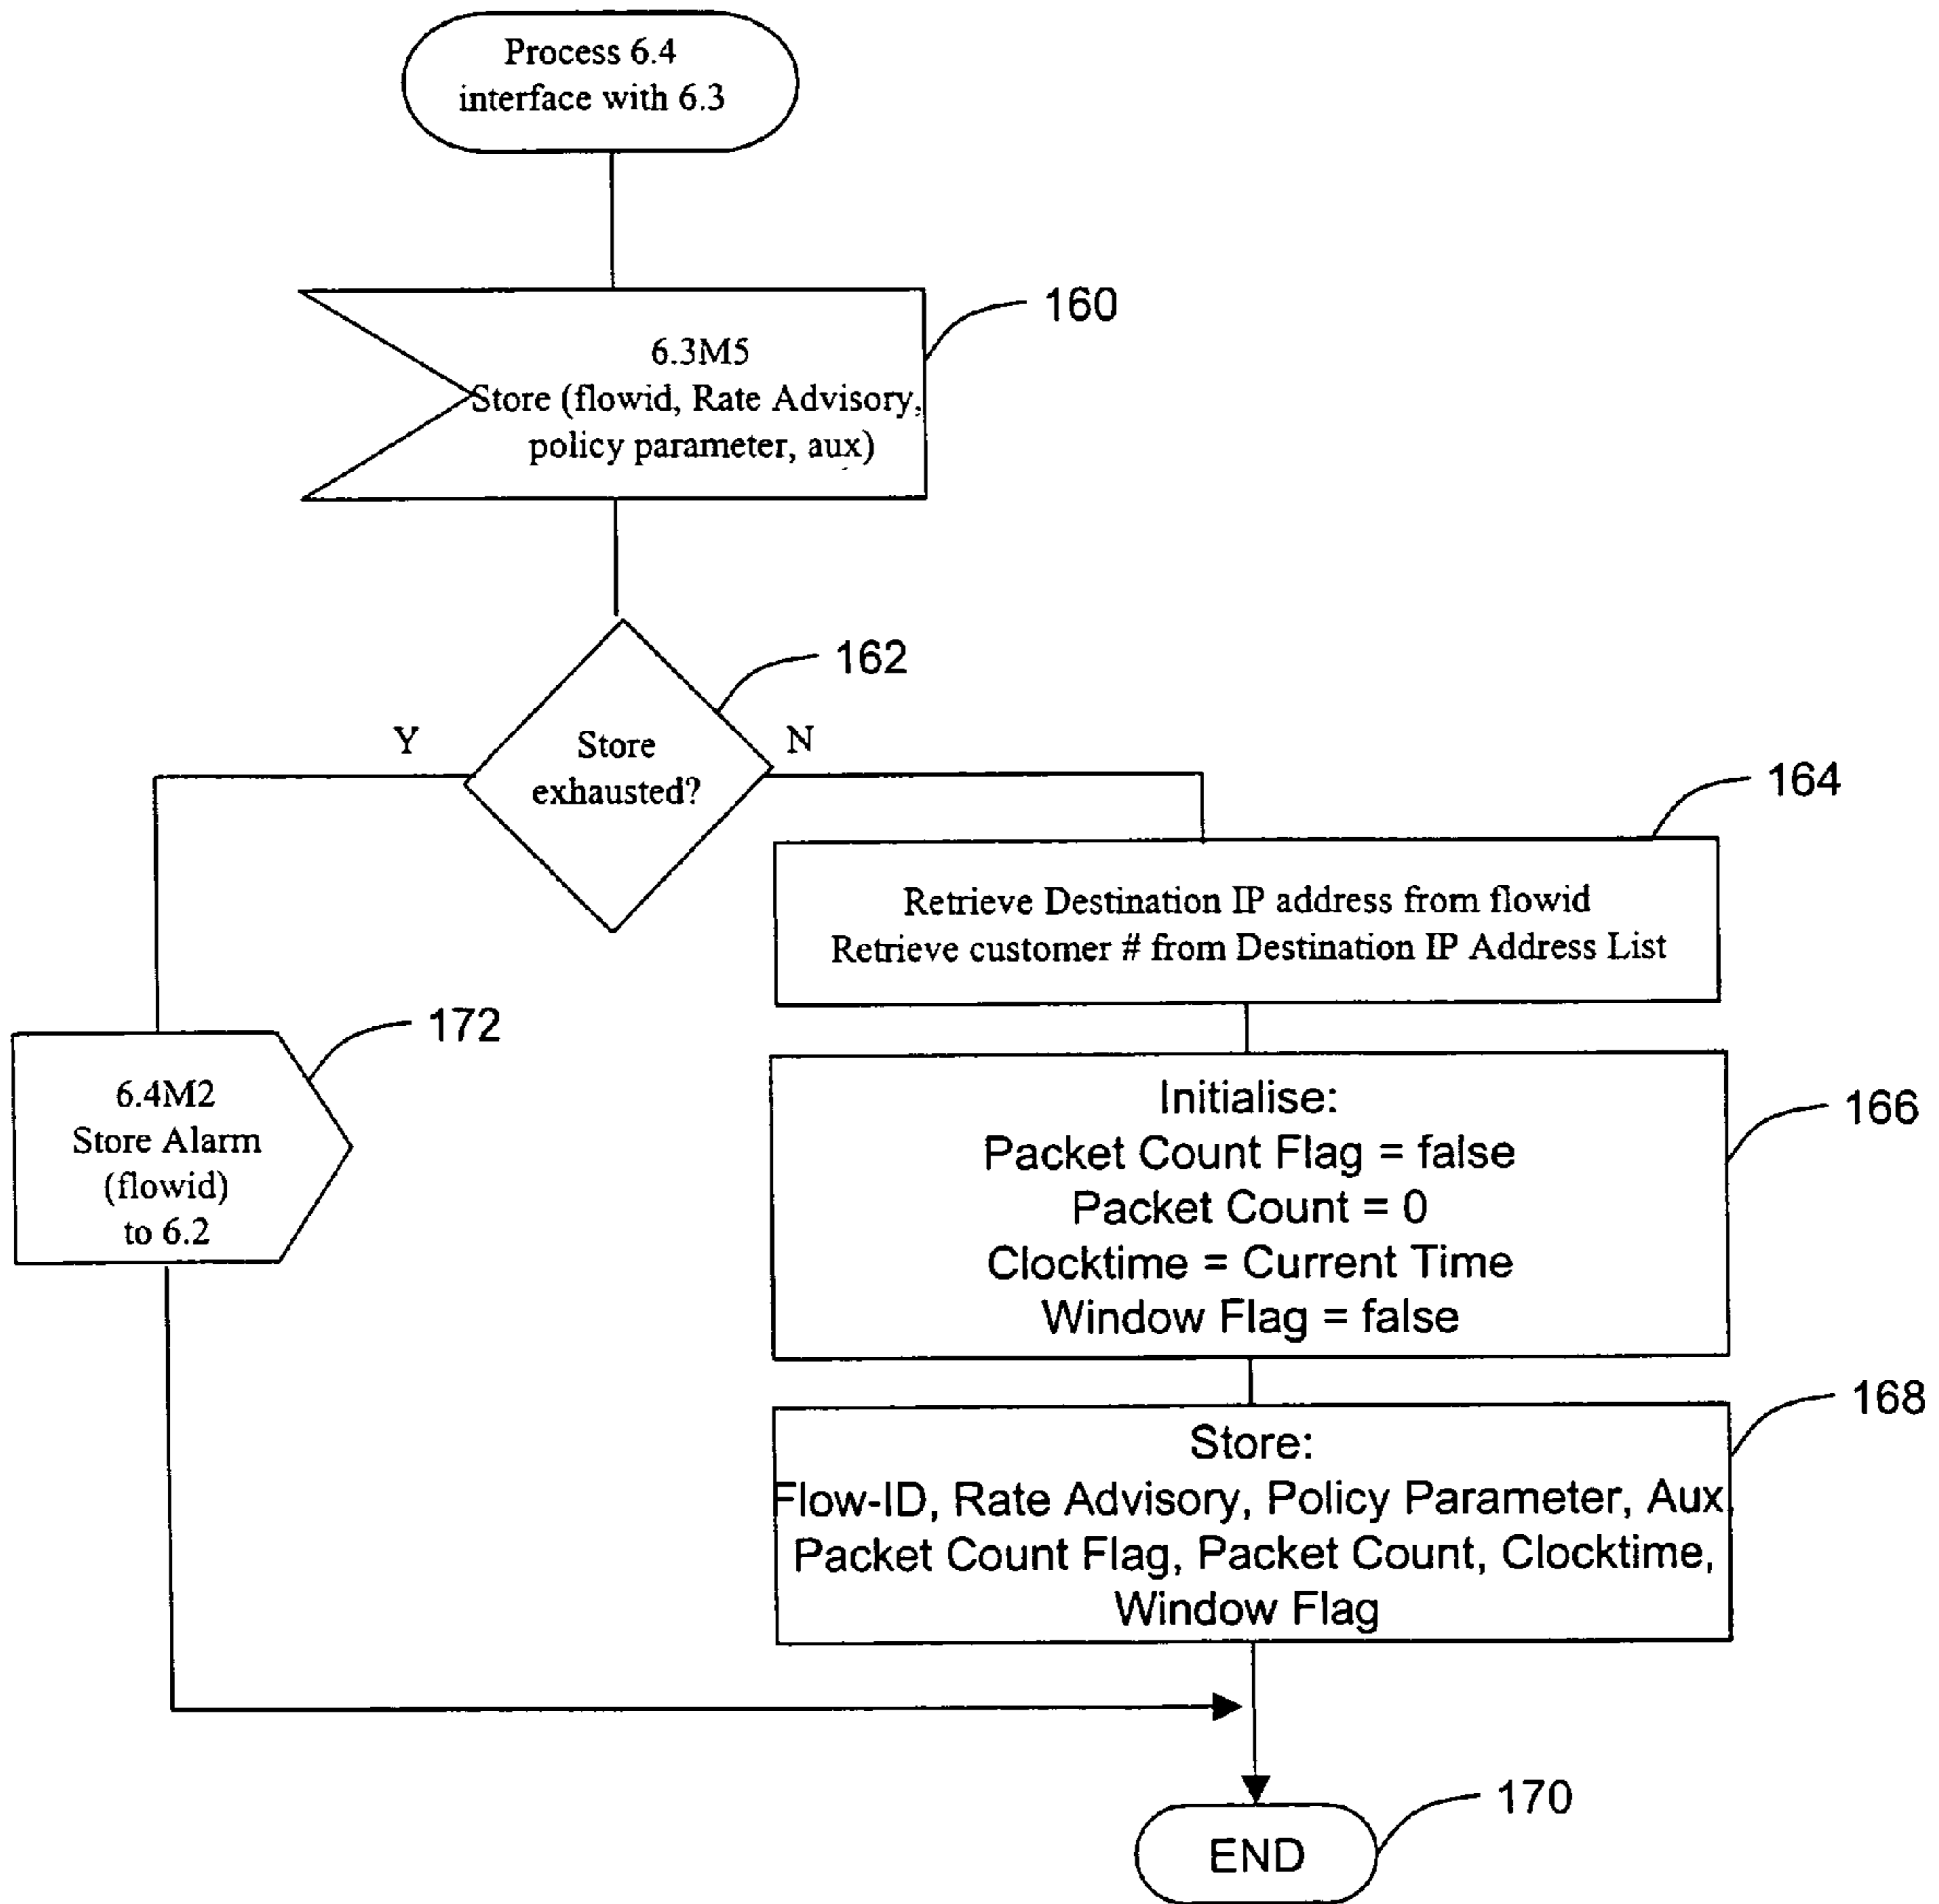 Process 6.4
interface with 6.3
160
6.3M5
Store (flowid, Rate Advisory,
policy parameter, aux)
162
Y
N
Store
exhausted?
164
Retrieve Destination IP address from flowid
Retrieve customer # from Destination IP Address List
172
6.4M2
Store Alarm
(flowid)
to 6.2
166
Initialise:
Packet Count Flag = false
Packet Count = 0
Clocktime = Current Time
Window Flag = false
168
Store:
Flow-ID, Rate Advisory, Policy Parameter, Aux
Packet Count Flag, Packet Count, Clocktime,
Window Flag
170
END